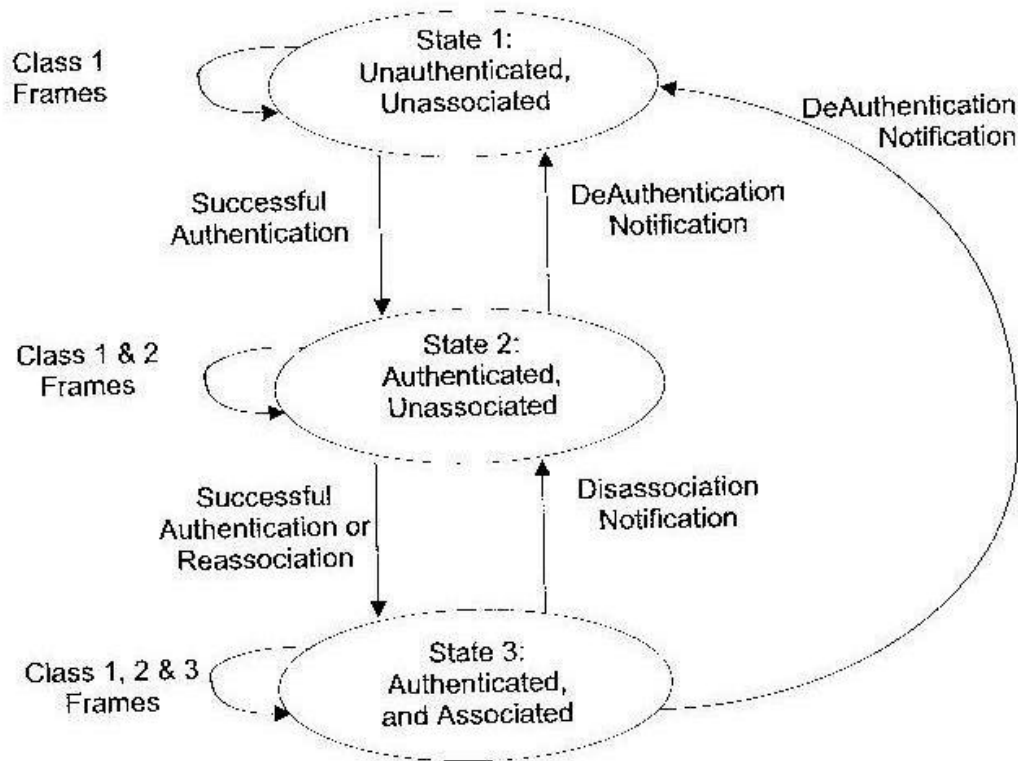 State 1:
Unauthenticated,
Unassociated
Class 1
Frames
DeAuthentication
Notification
Successful
Authentication
DeAuthentication
Notification
State 2:
Authenticated,
Unassociated
Class 1 & 2
Frames
Successful
Authentication or
Reassociation
Disassociation
Notification
State 3:
Authenticated,
and Associated
Class 1, 2 & 3
Frames